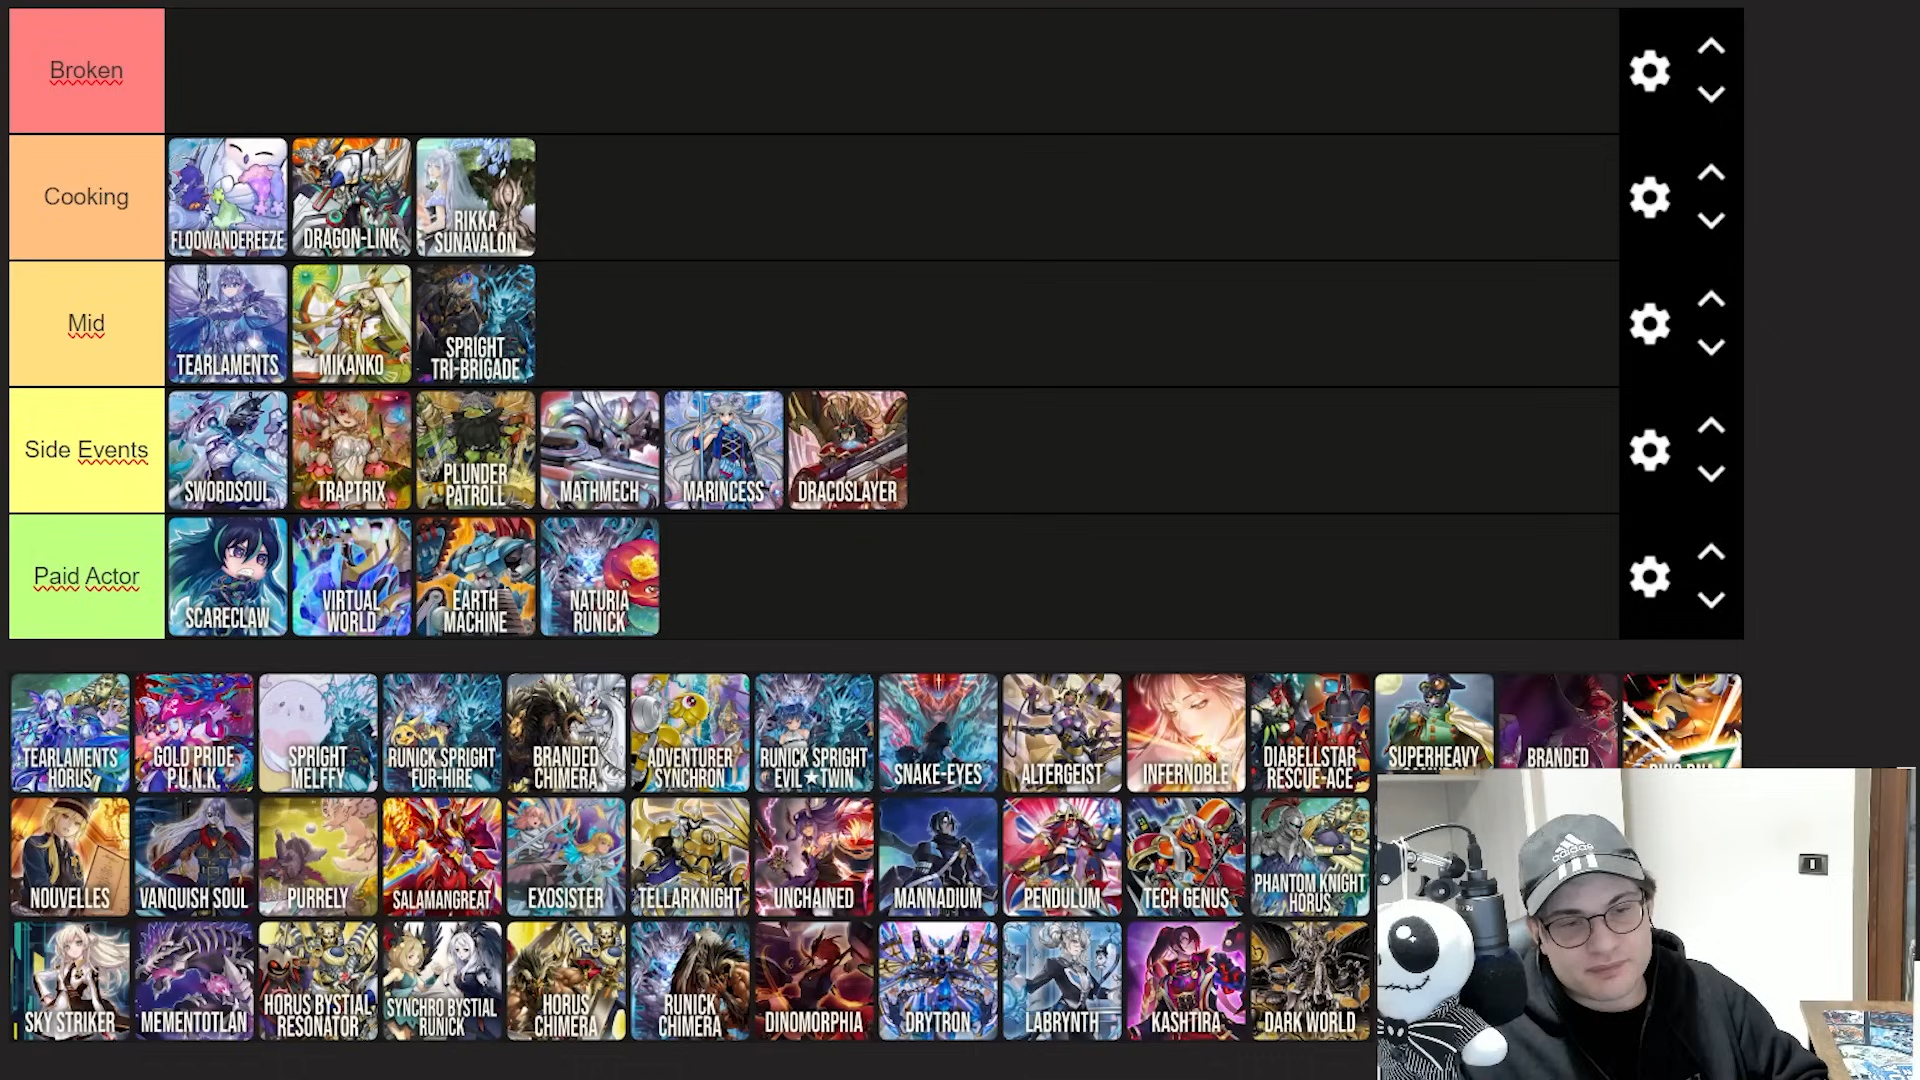 Broken
Cooking
FLOOWANDEREEZE
DRAGON-LINK
RIKKA
SUNAVALON
Mid
TEARLAMENTS
MIKANKO
SPRIGHT
TRI-BRIGADE
Side Events
SWORDSOUL
TRAPTRIX
PLUNDER
PATROLL
MATHMECH
MARINCESS
DRACOSLAYER
Paid Actor
SCARECLAW
VIRTUAL
WORLD
EARTH
MACHINE
NATURIA
RUNICK
TEARLAMENTS
HORUS
GOLD PRIDE
P.U.N.K.
SPRIGHT
MELFFY
RUNICK SPRIGHT
FUR-HIRE
BRANDED
CHIMERA
ADVENTURER
SYNCHRON
RUNICK SPRIGHT
EVIL★TWIN
SNAKE-EYES
ALTERGEIST
INFERNOBLE
DIABELLSTAR
RESCUE-ACE
SUPERHEAVY
BRANDED
NOUVELLES
VANQUISH SOUL
PURRELY
SALAMANGREAT
EXOSISTER
TELLARKNIGHT
UNCHAINED
MANNADIUM
PENDULUM
TECH GENUS
PHANTOM KNIGHT
HORUS
SKY STRIKER
MEMENTOTLAN
HORUS BYSTIAL
RESONATOR
SYNCHRO BYSTIAL
RUNICK
HORUS
CHIMERA
RUNICK
CHIMERA
DINOMORPHIA
DRYTRON
LABRYNTH
KASHTIRA
DARK WORLD
adidas